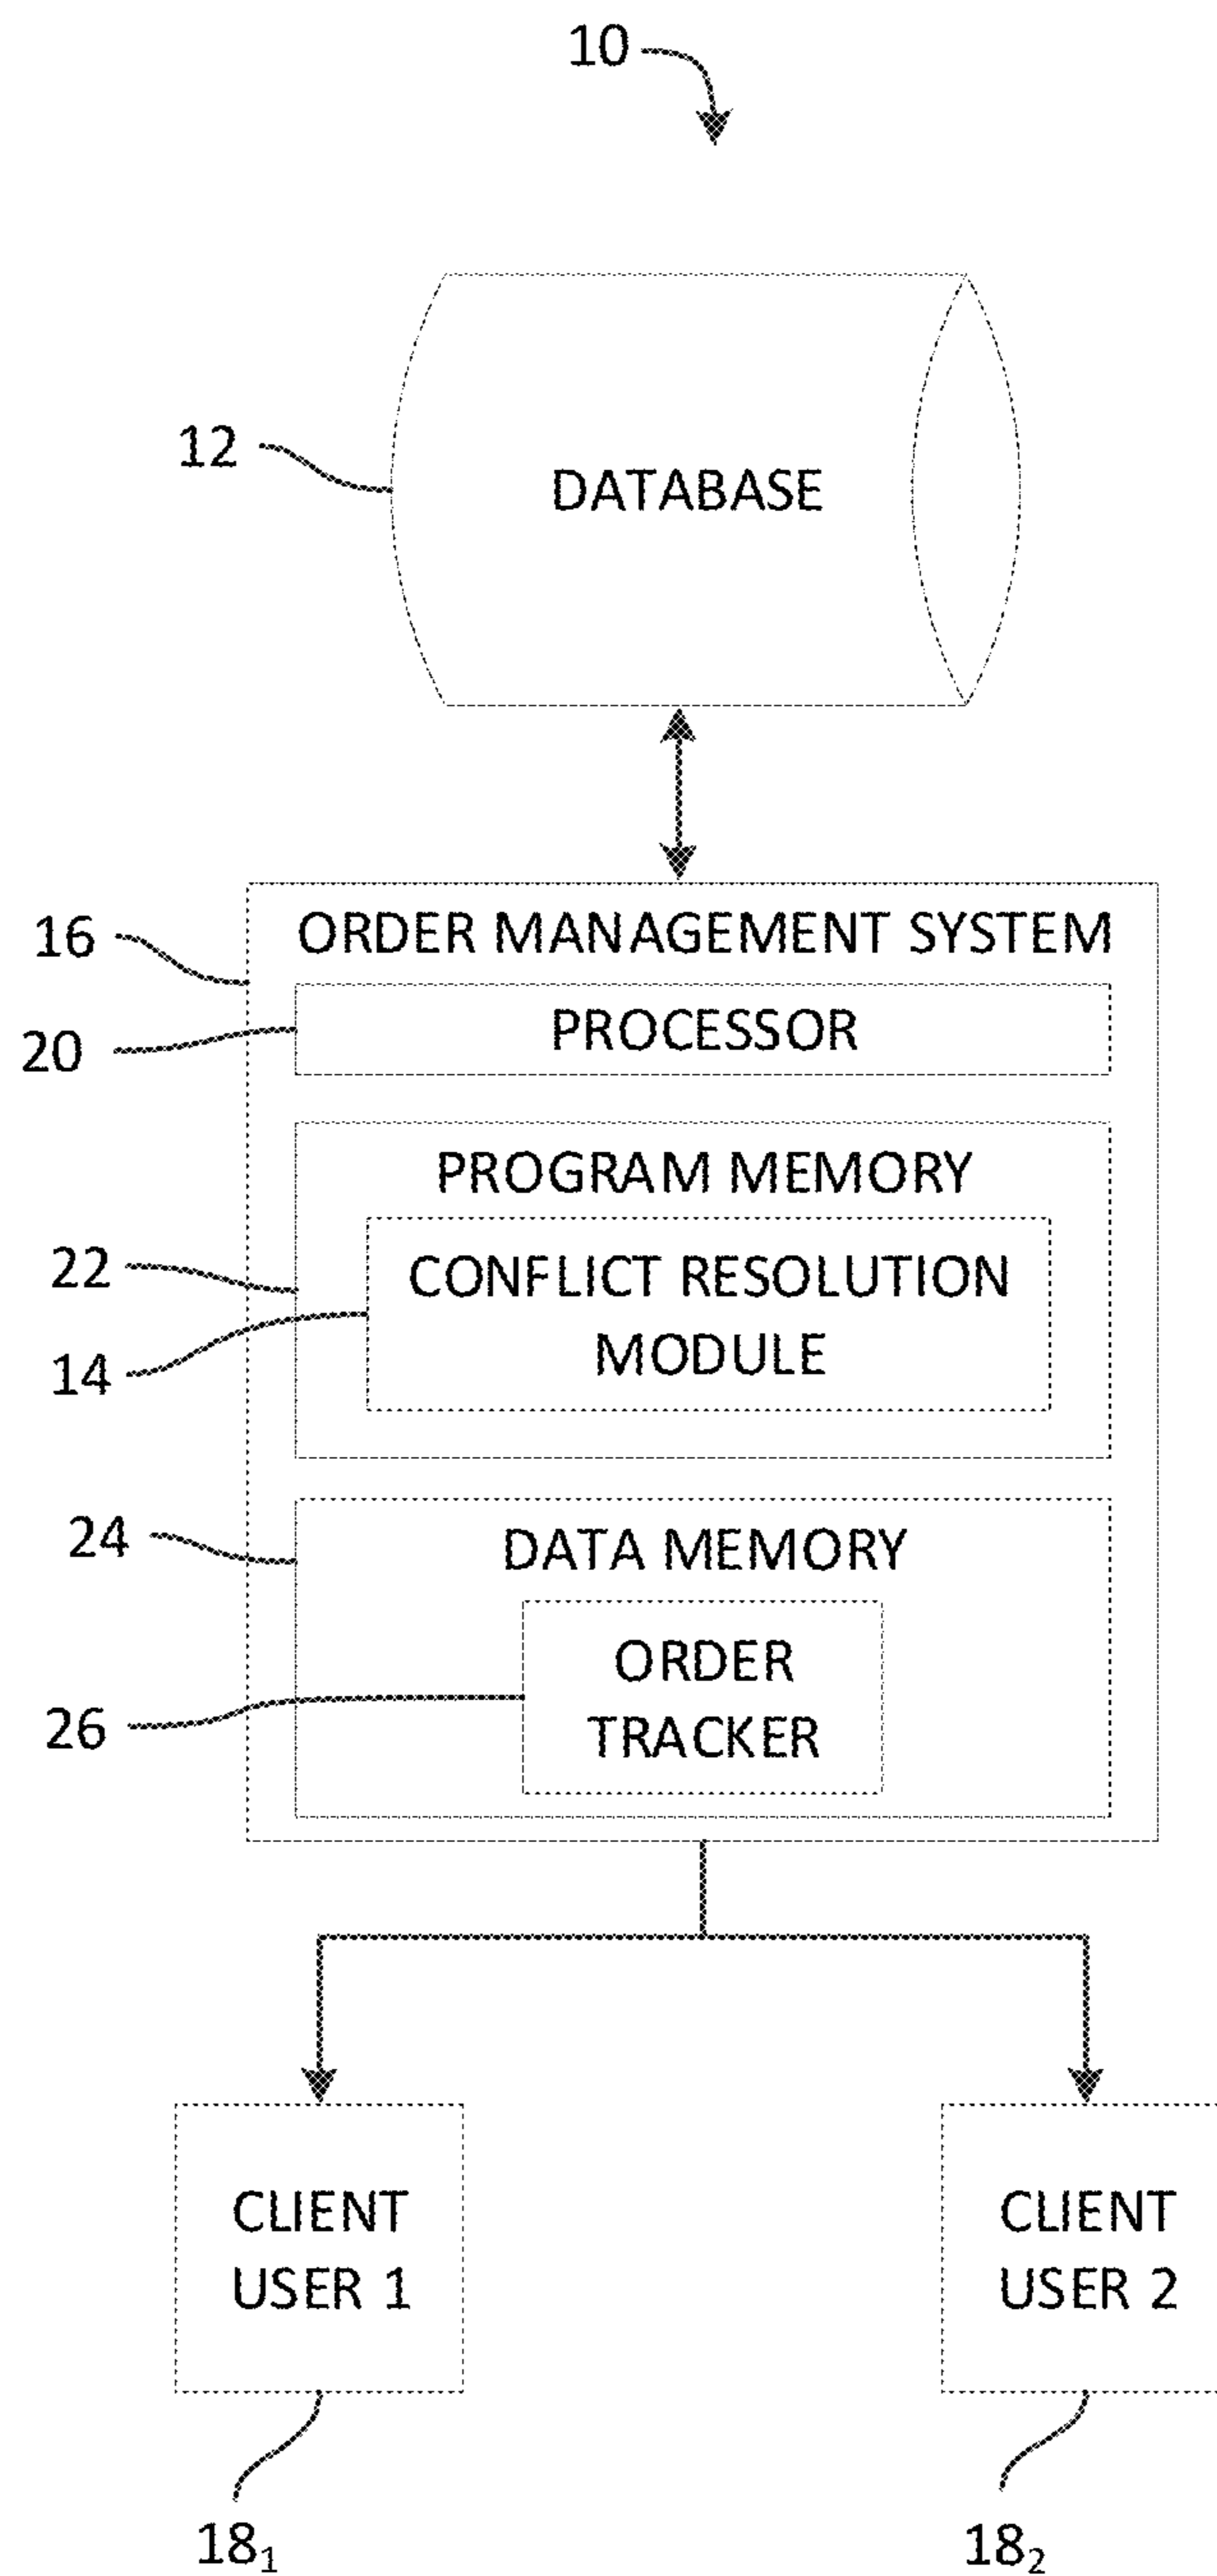 10
12
DATABASE
16
ORDER MANAGEMENT SYSTEM
20
PROCESSOR
PROGRAM MEMORY
22
CONFLICT RESOLUTION
MODULE
14
24
DATA MEMORY
ORDER
TRACKER
26
CLIENT
USER 1
CLIENT
USER 2
18₁
18₂